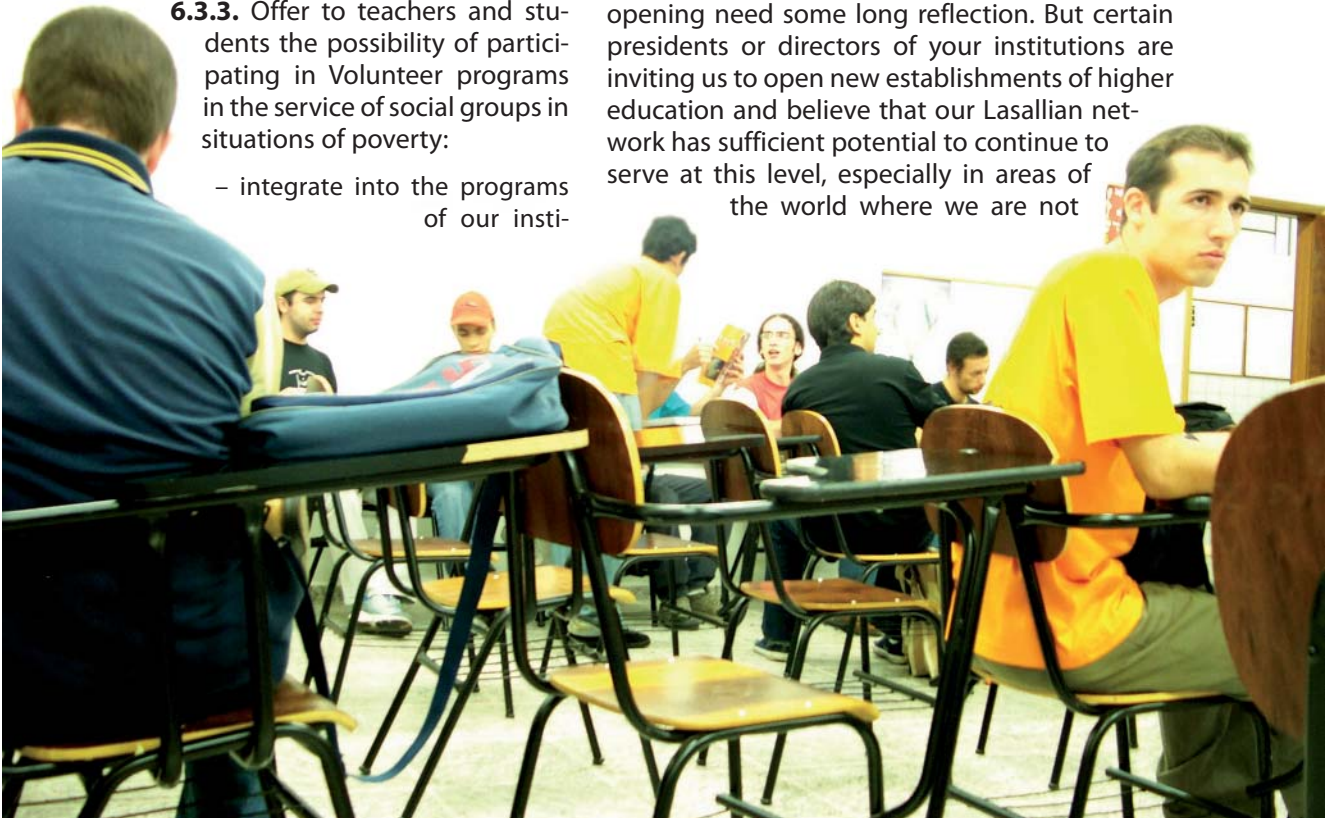 6.3.3. Offer to teachers and stu-
dents the possibility of partici-
pating in Volunteer programs
in the service of social groups in
situations of poverty:
– integrate into the programs
of our insti-
opening need some long reflection. But certain
presidents or directors of your institutions are
inviting us to open new establishments of higher
education and believe that our Lasallian net-
work has sufficient potential to continue to
serve at this level, especially in areas of
the world where we are not